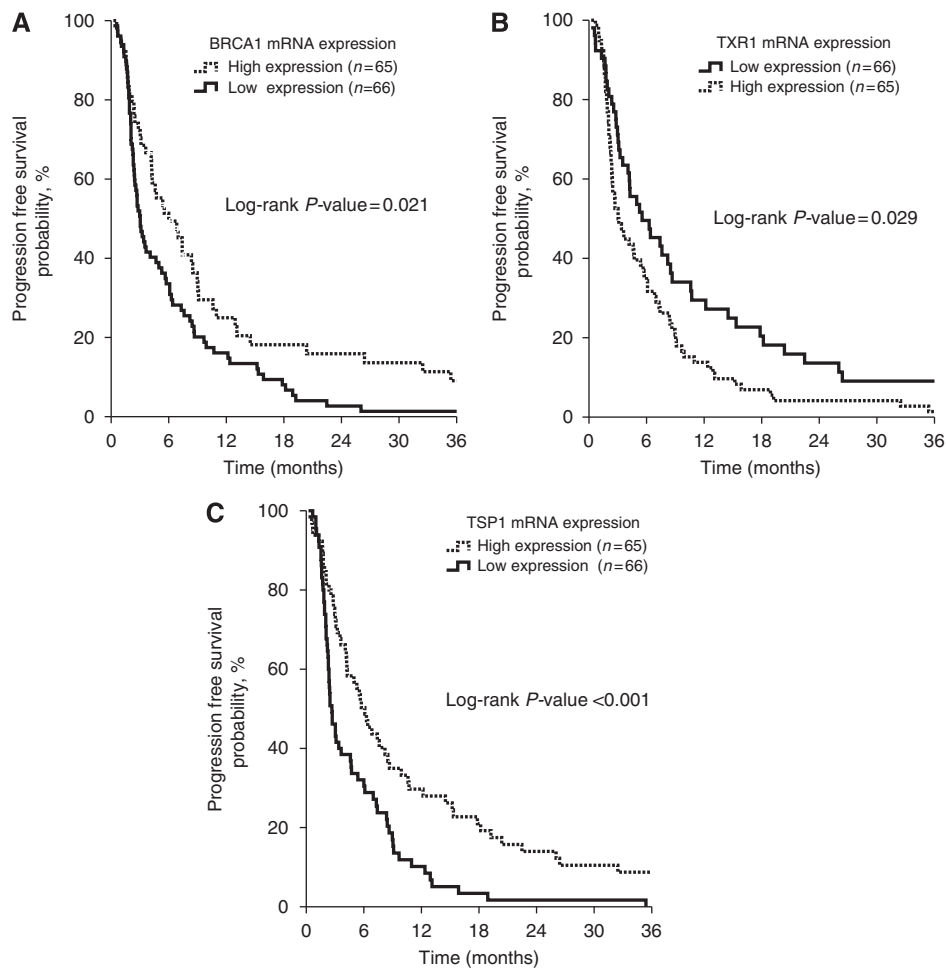 A
Progression free survival
probability, %
100
80
60
40
20
0
BRCA1 mRNA expression
High expression (n=65)
Low expression (n=66)
Log-rank P-value=0.021
0 6 12 18 24 30 36
Time (months)
B
Progression free survival
probability, %
100
80
60
40
20
0
TXR1 mRNA expression
Low expression (n=66)
High expression (n=65)
Log-rank P-value=0.029
0 6 12 18 24 30 36
Time (months)
C
Progression free survival
probability, %
100
80
60
40
20
0
TSP1 mRNA expression
High expression (n=65)
Low expression (n=66)
Log-rank P-value <0.001
0 6 12 18 24 30 36
Time (months)